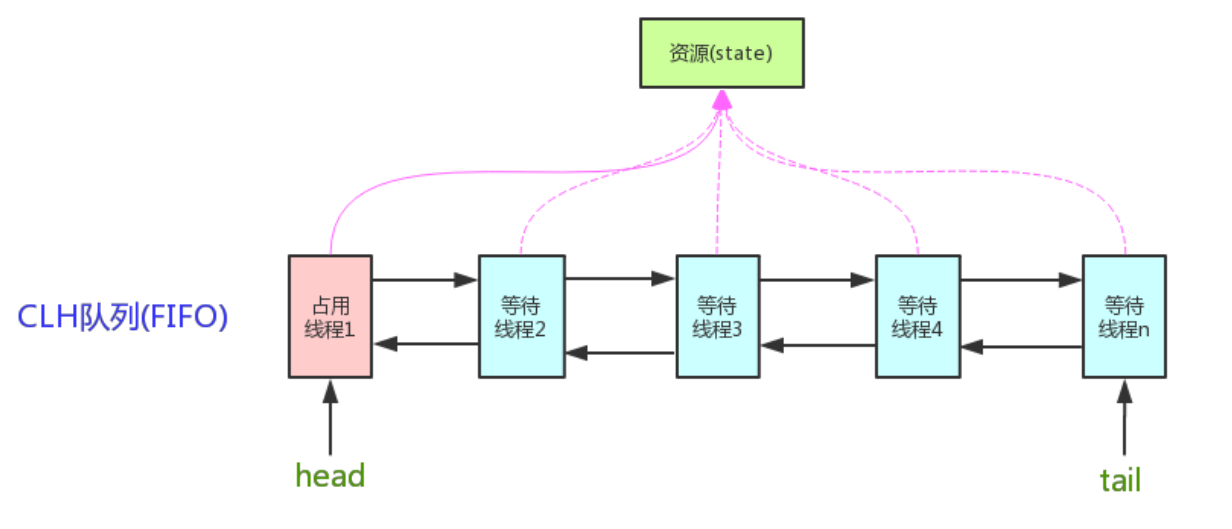 资源(state)
CLH队列(FIFO)
占用
线程1
等待
线程2
等待
线程3
等待
线程4
等待
线程n
head
tail